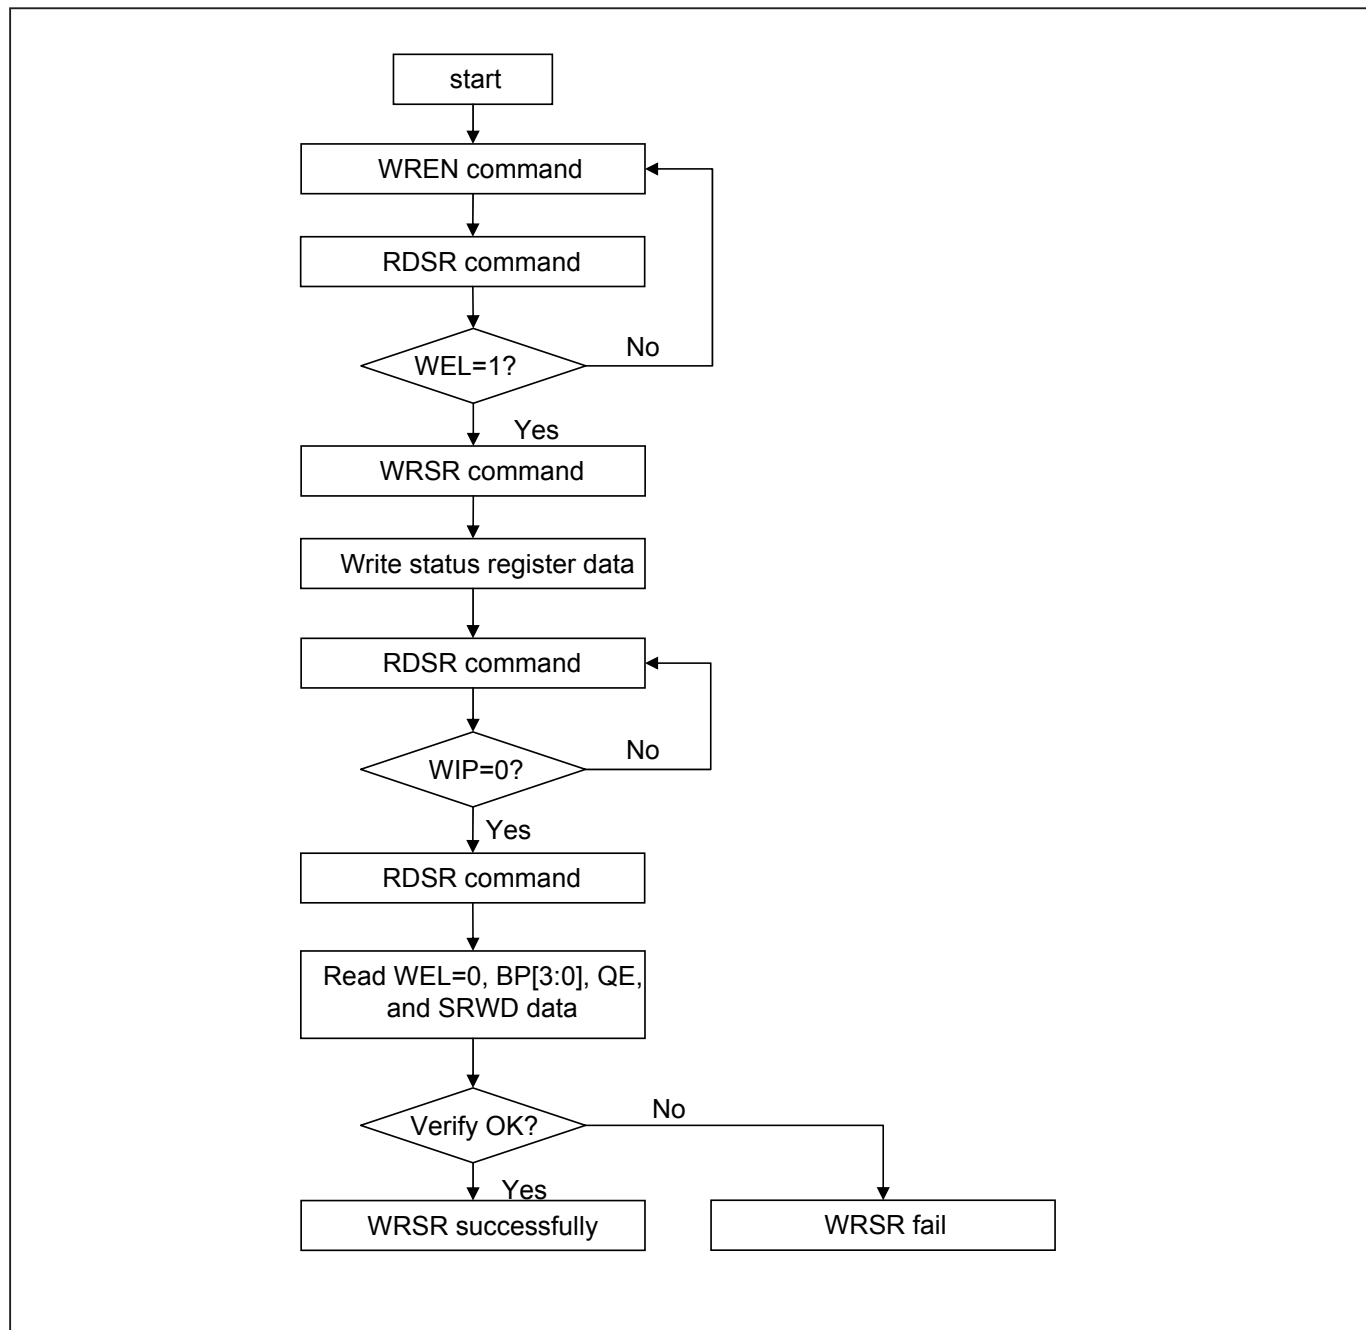 start
WREN command
RDSR command
WEL=1?
No
Yes
WRSR command
Write status register data
RDSR command
WIP=0?
No
Yes
RDSR command
Read WEL=0, BP[3:0], QE,
and SRWD data
Verify OK?
No
Yes
WRSR successfully
WRSR fail